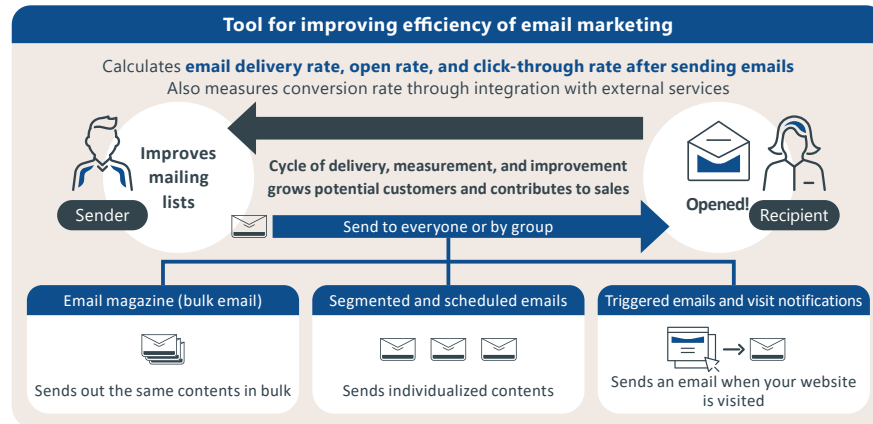 Tool for improving efficiency of email marketing
Calculates email delivery rate, open rate, and click-through rate after sending emails
Also measures conversion rate through integration with external services
Improves
mailing
lists
Sender
Cycle of delivery, measurement, and improvement
grows potential customers and contributes to sales
Opened!
Recipient
Send to everyone or by group
Email magazine (bulk email)
Sends out the same contents in bulk
Segmented and scheduled emails
Sends individualized contents
Triggered emails and visit notifications
Sends an email when your website
is visited